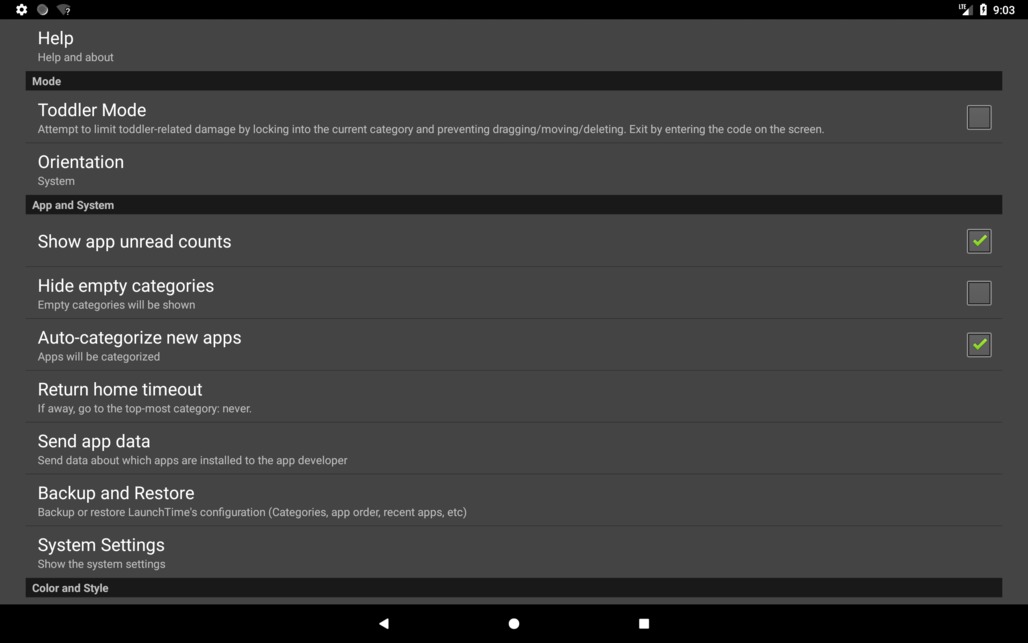 LTE 9:03
Help
Help and about
Mode
Toddler Mode
Attempt to limit toddler-related damage by locking into the current category and preventing dragging/moving/deleting. Exit by entering the code on the screen.
Orientation
System
App and System
Show app unread counts
Hide empty categories
Empty categories will be shown
Auto-categorize new apps
Apps will be categorized
Return home timeout
If away, go to the top-most category: never.
Send app data
Send data about which apps are installed to the app developer
Backup and Restore
Backup or restore LaunchTime's configuration (Categories, app order, recent apps, etc)
System Settings
Show the system settings
Color and Style